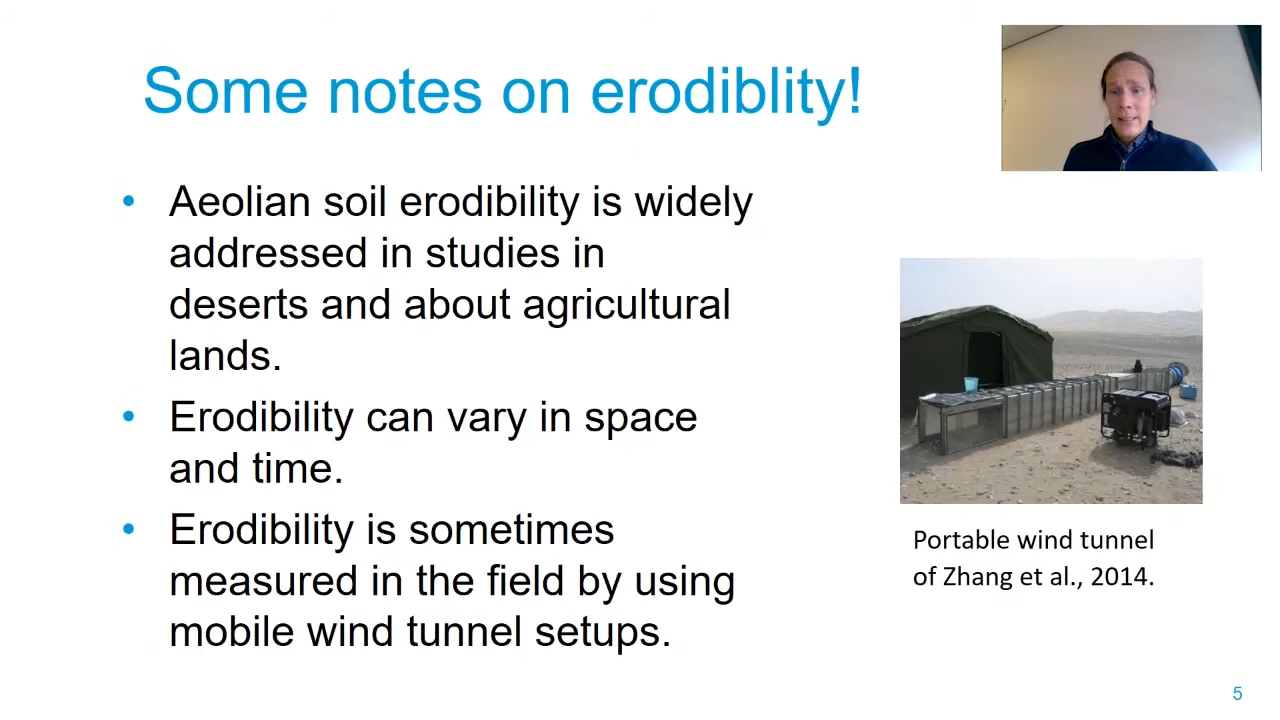 Some notes on erodiblity!
• Aeolian soil erodibility is widely
addressed in studies in
deserts and about agricultural
lands.
• Erodibility can vary in space
and time.
• Erodibility is sometimes
measured in the field by using
mobile wind tunnel setups.
Portable wind tunnel
of Zhang et al., 2014.
5